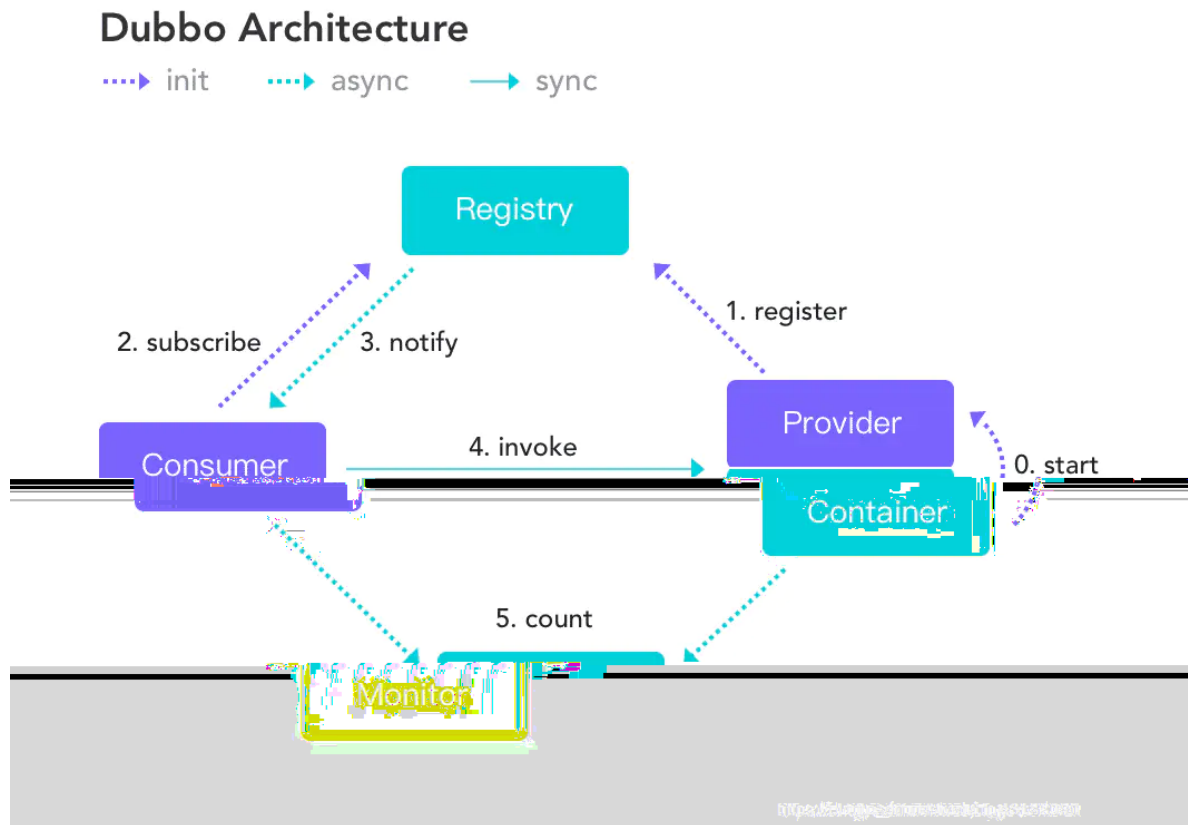 Dubbo Architecture
init async sync
Registry
1. register
2. subscribe
3. notify
Provider
4. invoke
Consumer
0. start
Container
5. count
Monitor